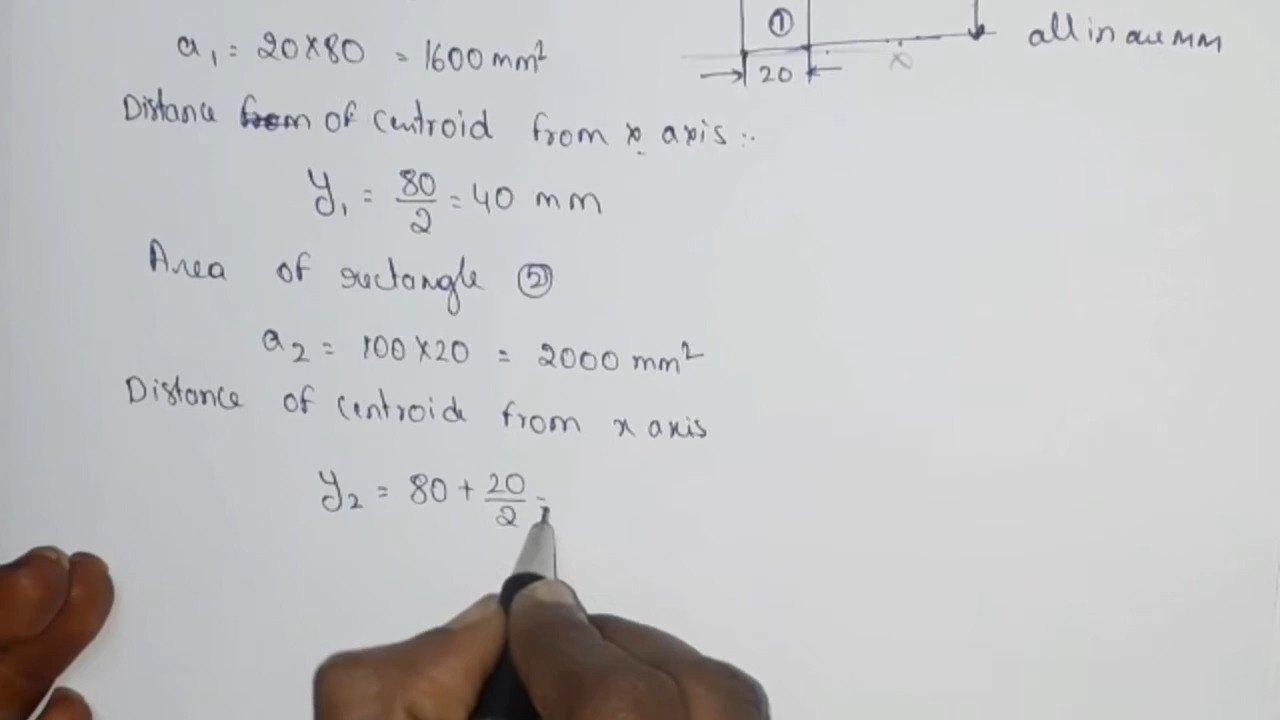 ①
a₁ = 20×80 = 1600 mm²
all in are MM
20
x
Distance from of centroid from x axis :-
y₁ = 80/2 = 40 mm
Area of rectangle ②
a₂ = 100×20 = 2000 mm²
Distance of centroid from x axis
y₂ = 80 + 20/2 =